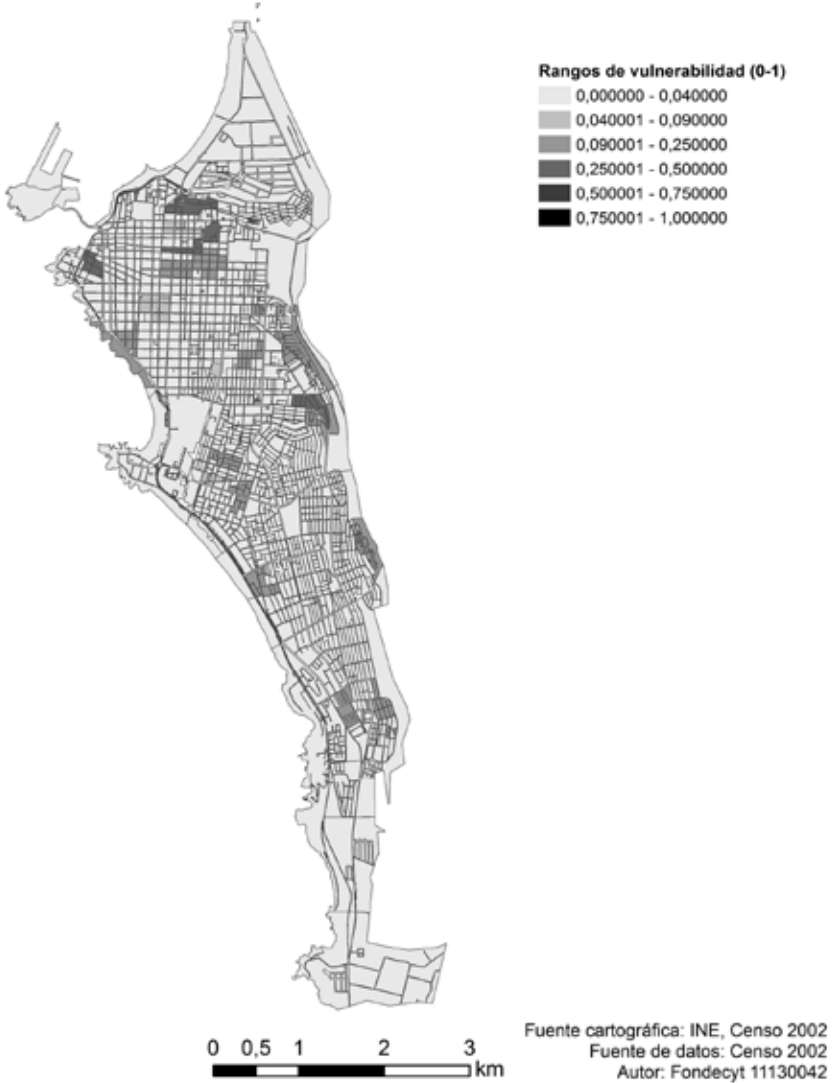 Rangos de vulnerabilidad (0-1)
0,000000 - 0,040000
0,040001 - 0,090000
0,090001 - 0,250000
0,250001 - 0,500000
0,500001 - 0,750000
0,750001 - 1,000000
0 0,5 1 2 3
km
Fuente cartográfica: INE, Censo 2002
Fuente de datos: Censo 2002
Autor: Fondecyt 11130042